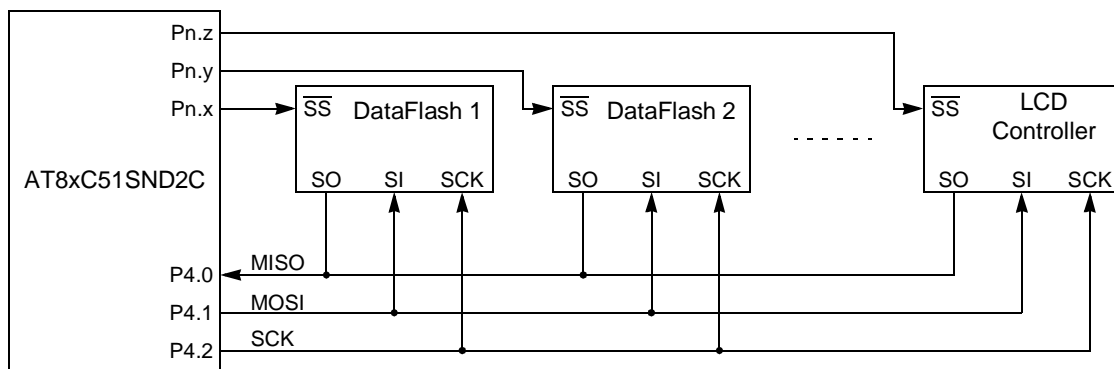 Pn.z
Pn.y
Pn.x
AT8xC51SND2C
P4.0
P4.1
P4.2
MISO
MOSI
SCK
SS DataFlash 1
SO SI SCK
SS DataFlash 2
SO SI SCK
SS LCD
Controller
SO SI SCK